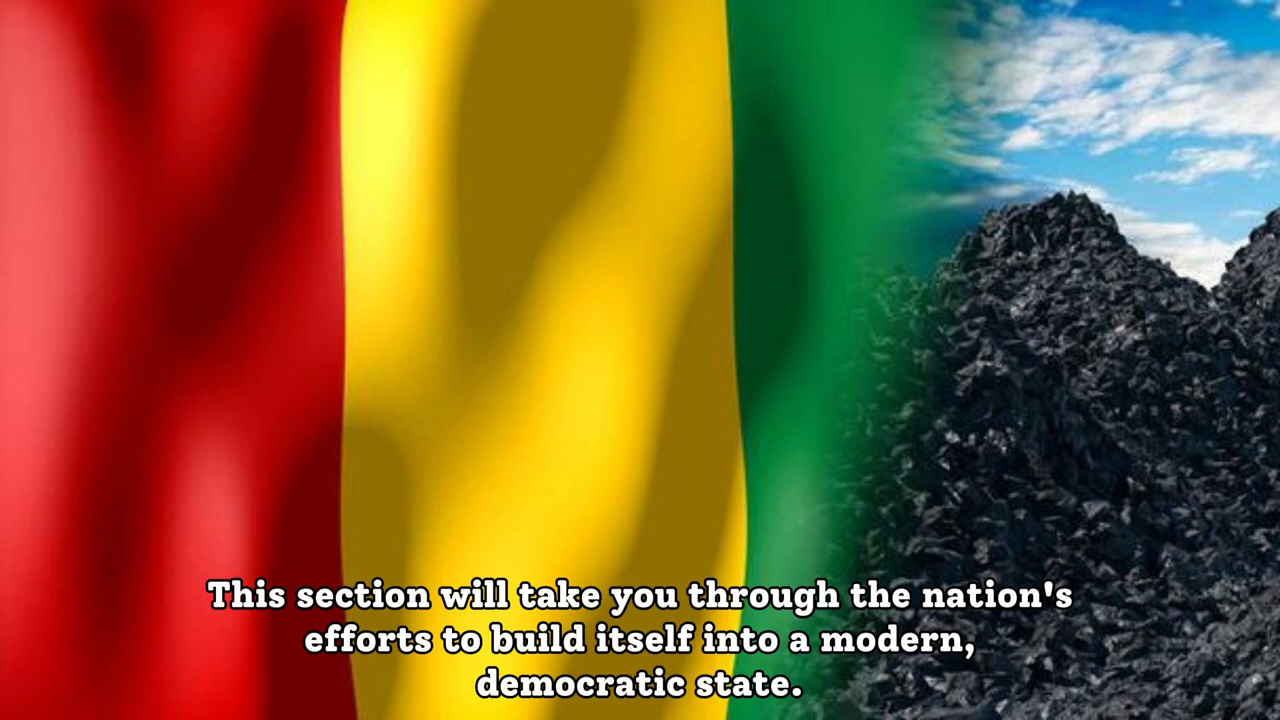 This section will take you through the nation's
efforts to build itself into a modern,
democratic state.